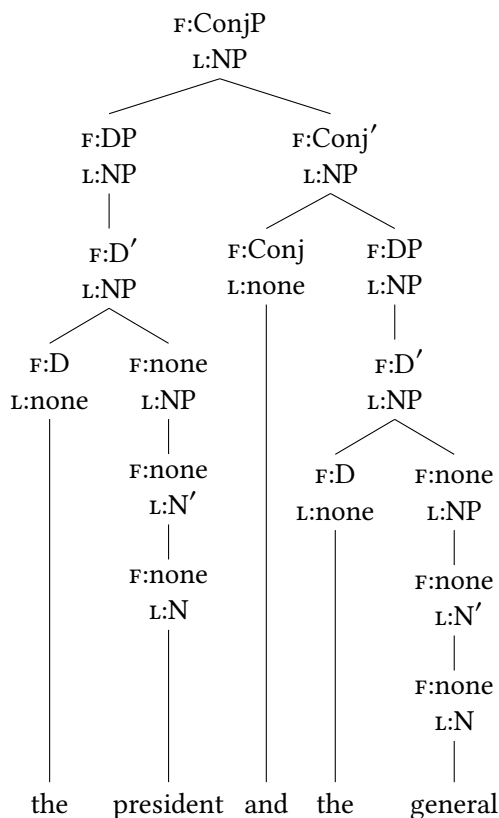 F:ConjP
L:NP
F:DP F:Conj′
L:NP L:NP
F:D′ F:Conj F:DP
L:NP L:none L:NP
F:D F:none F:D′
L:none L:NP L:NP
F:none F:D F:none
L:N′ L:none L:NP
F:none F:none
L:N L:N′
F:none
L:N
the president and the general